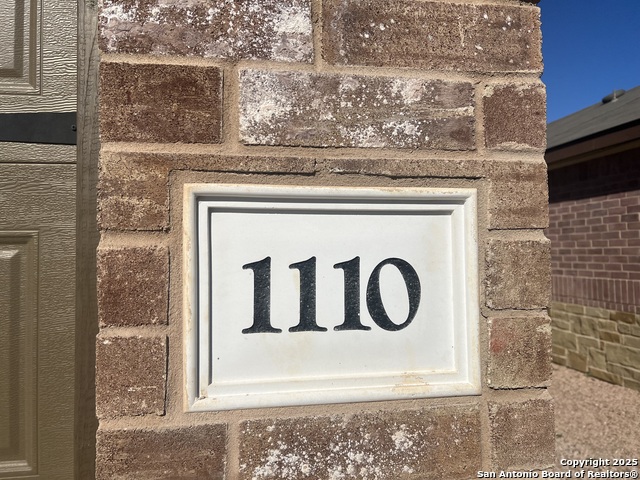 1110
Copyright 2025
San Antonio Board of Realtors®